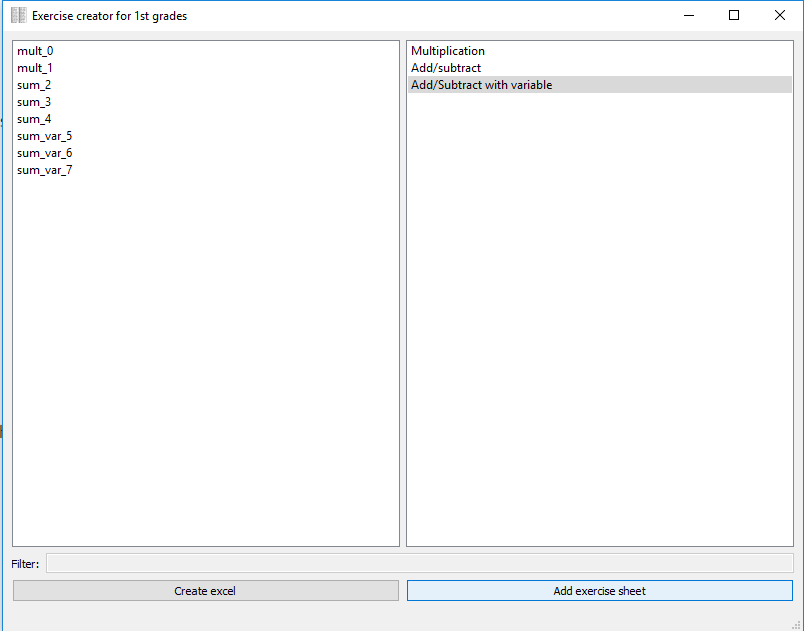 Exercise creator for 1st grades
mult_0
mult_1
sum_2
sum_3
sum_4
sum_var_5
sum_var_6
sum_var_7
Multiplication
Add/subtract
Add/Subtract with variable
Filter:
Create excel
Add exercise sheet